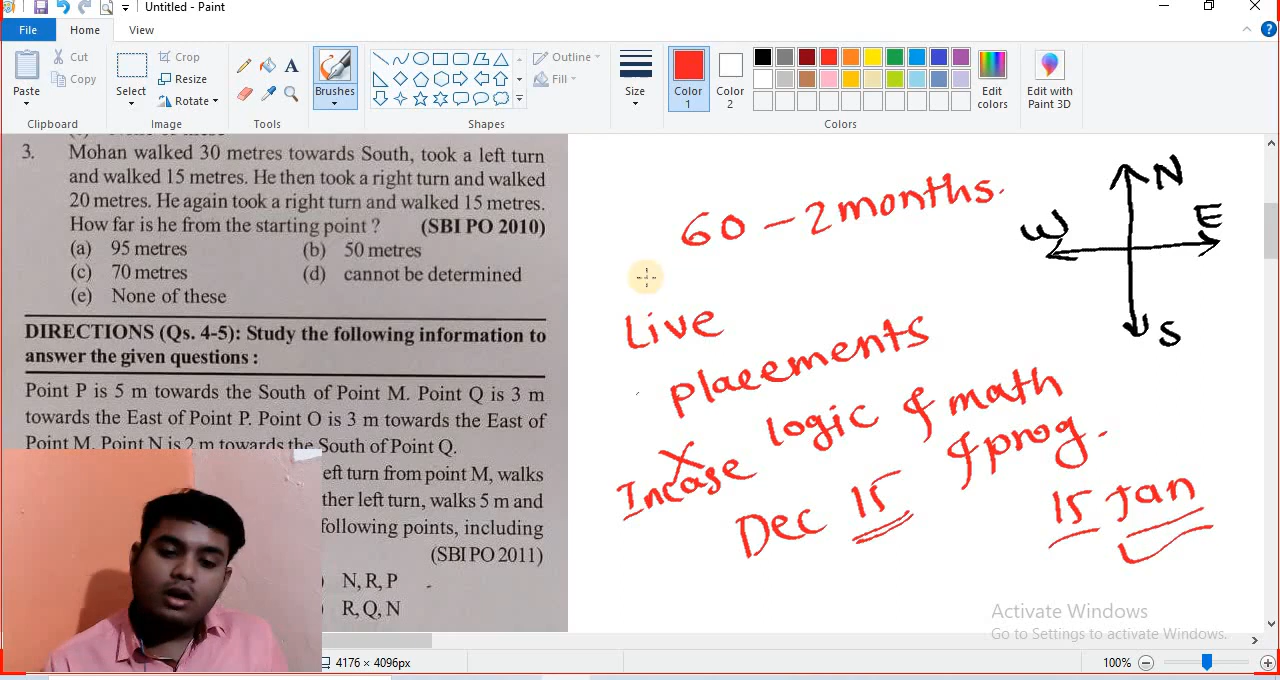 Untitled - Paint
File
Home
View
Paste
Cut
Copy
Clipboard
Select
Crop
Resize
Rotate
Image
Tools
Brushes
Shapes
Outline
Fill
Size
Color 1
Color 2
Edit colors
Edit with Paint 3D
Colors
3. Mohan walked 30 metres towards South, took a left turn
and walked 15 metres. He then took a right turn and walked
20 metres. He again took a right turn and walked 15 metres.
How far is he from the starting point ? (SBI PO 2010)
(a) 95 metres (b) 50 metres
(c) 70 metres (d) cannot be determined
(e) None of these
DIRECTIONS (Qs. 4-5): Study the following information to
answer the given questions :
Point P is 5 m towards the South of Point M. Point Q is 3 m
towards the East of Point P. Point O is 3 m towards the East of
Point M. Point N is 2 m towards the South of Point Q.
eft turn from point M, walks
ther left turn, walks 5 m and
following points, including
(SBI PO 2011)
) N, R, P
) R, Q, N
60 - 2 months.
N
W
E
S
Live
placements
logic & math
& prog.
Incase
X
Dec 15
15 Jan
Activate Windows
Go to Settings to activate Windows.
4176 × 4096px
100%